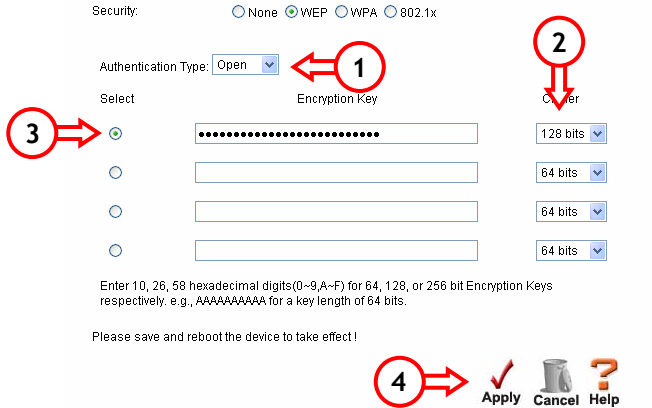 Security: None WEP WPA 802.1x
Authentication Type: Open 1 2
Select Encryption Key
3 •••••••••••••••••••••••••• 128 bits
64 bits
64 bits
64 bits
Enter 10, 26, 58 hexadecimal digits(0~9,A~F) for 64, 128, or 256 bit Encryption Keys
respectively. e.g., AAAAAAAAAA for a key length of 64 bits.
Please save and reboot the device to take effect !
4 Apply Cancel Help